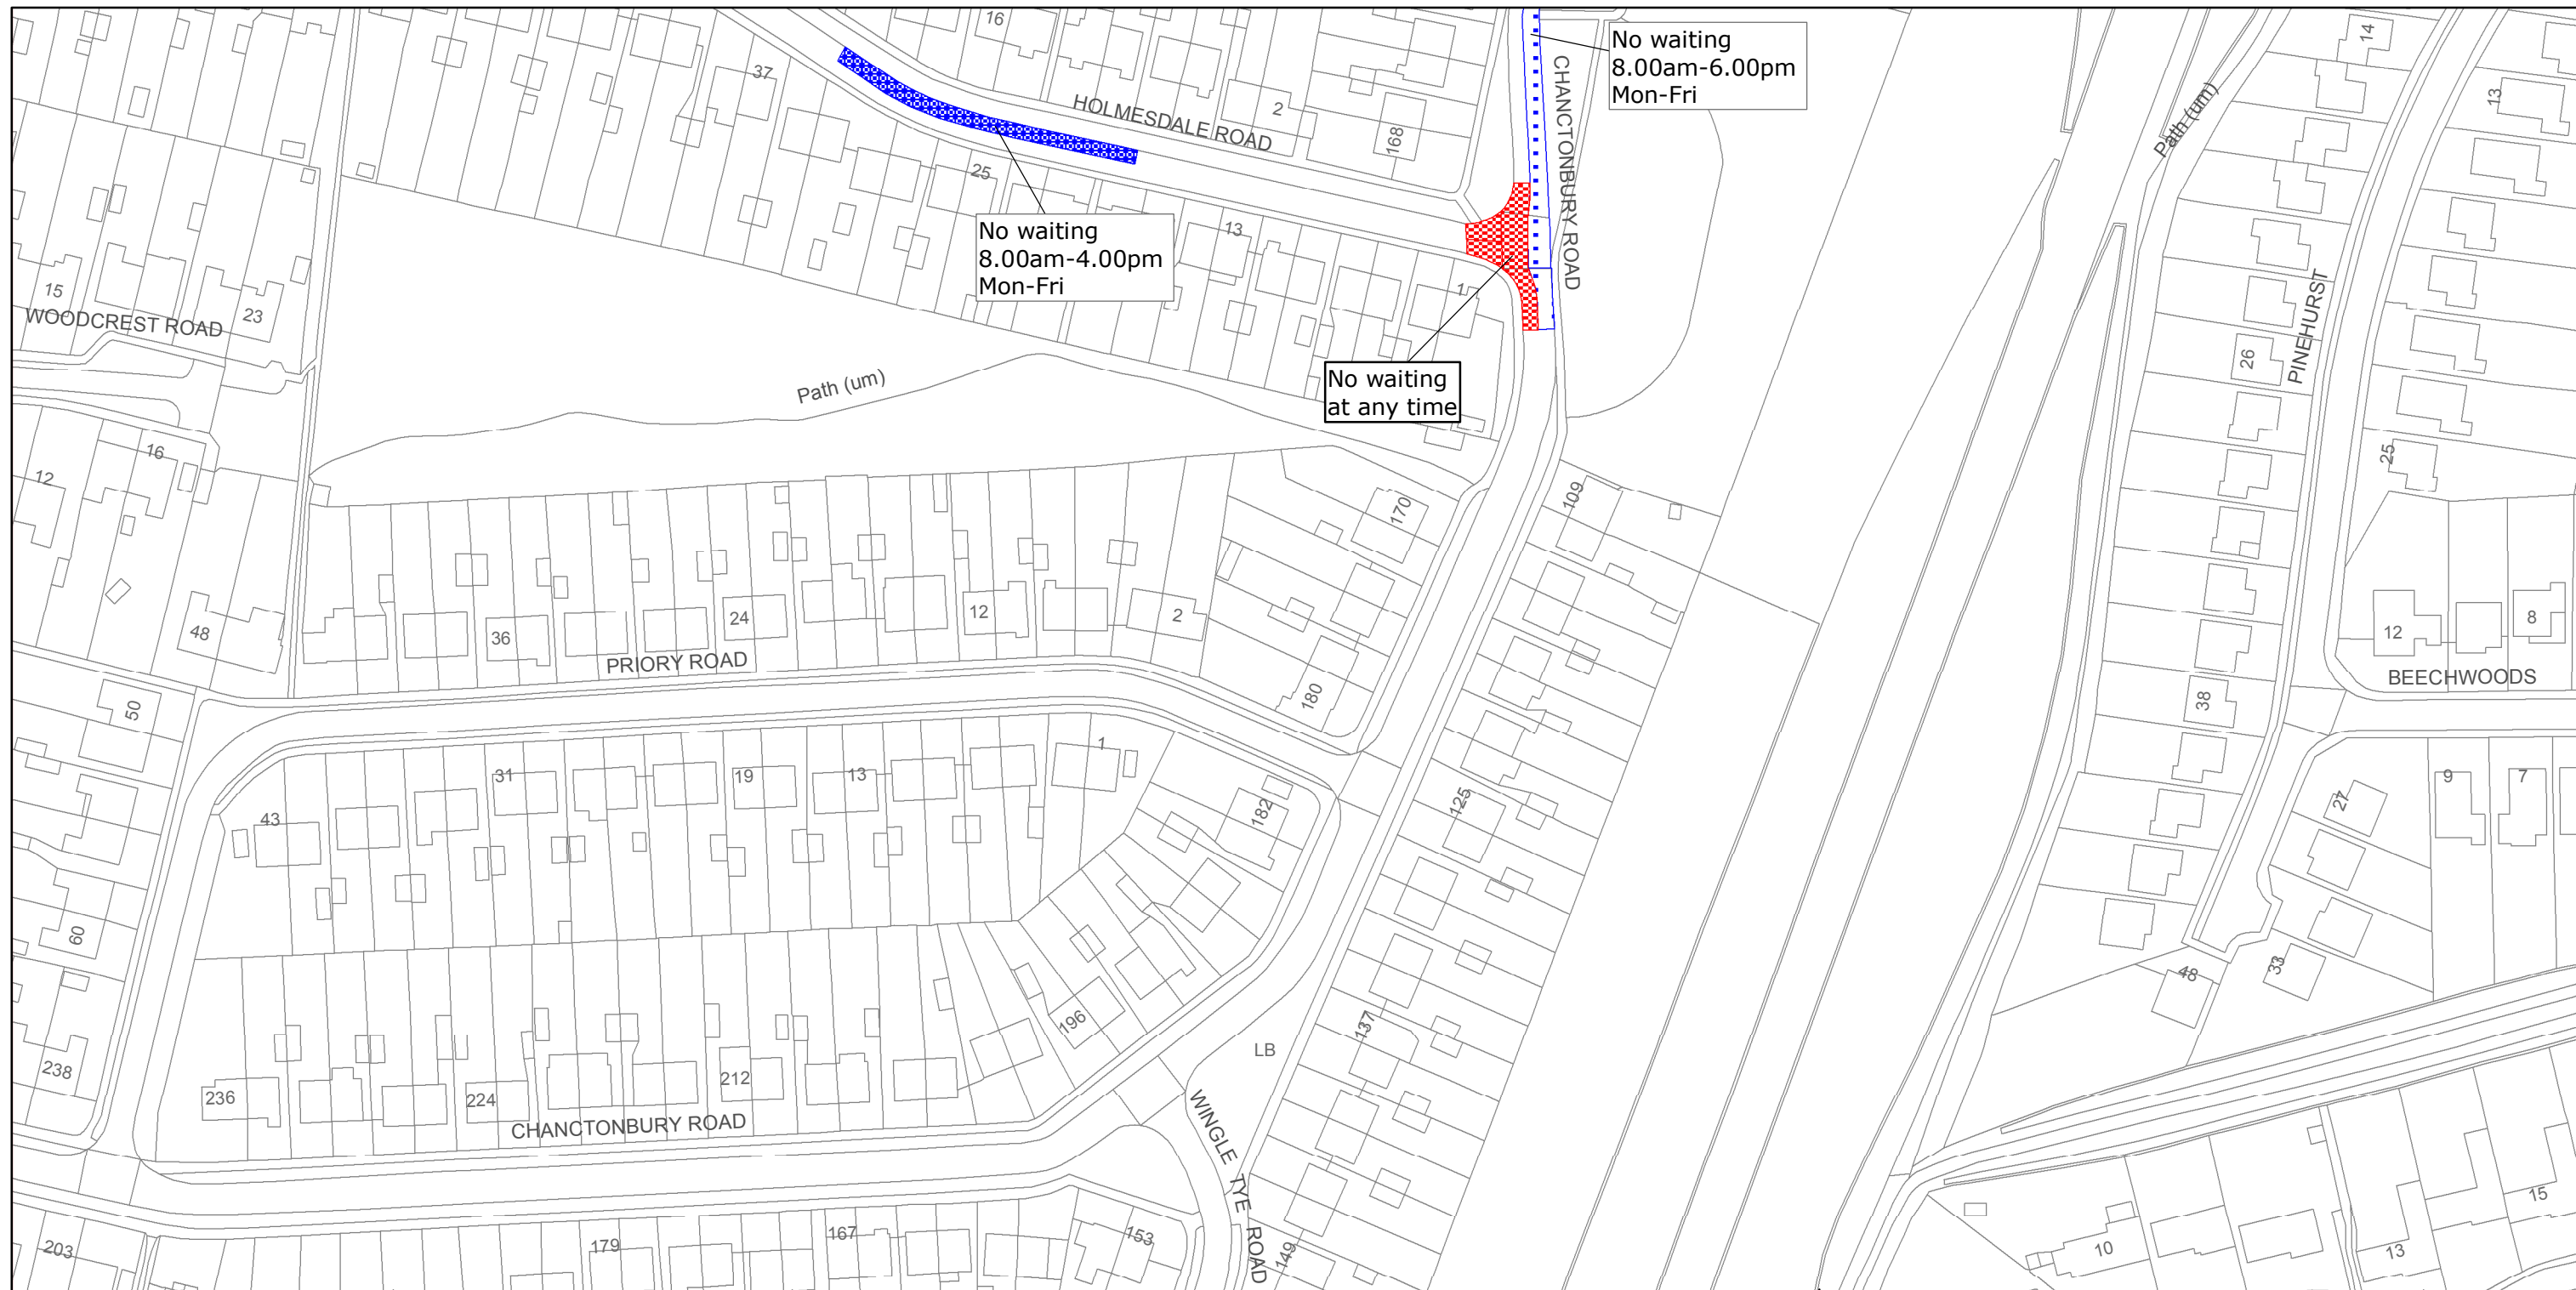 16
14
No waiting
8.00am-6.00pm
Mon-Fri
37
CHANCTONBURY ROAD
HOLMESDALE ROAD
2
168
13
Path (um)
25
No waiting
8.00am-4.00pm
Mon-Fri
13
15
23
WOODCREST ROAD
1
PINEHURST
26
No waiting
at any time
Path (um)
16
12
25
170
109
48
36
24
12
2
12
8
PRIORY ROAD
BEECHWOODS
50
180
38
1
31
19
13
43
182
125
27
9
7
60
196
137
48
33
LB
238
236
224
212
CHANCTONBURY ROAD
WINGLE TYE ROAD
203
179
167
153
149
10
13
15